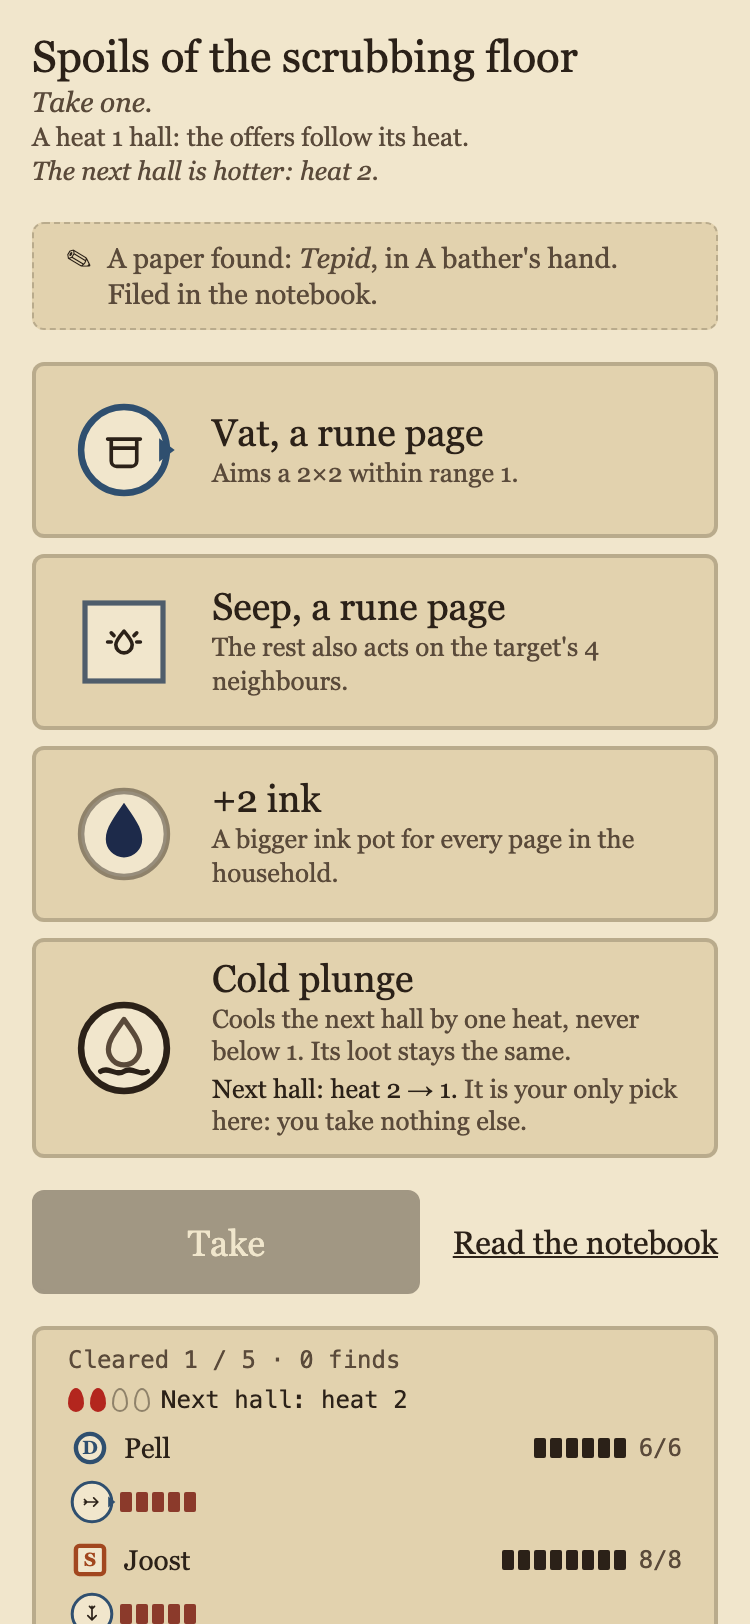 Spoils of the scrubbing floor
Take one.
A heat 1 hall: the offers follow its heat.
The next hall is hotter: heat 2.
✎ A paper found: Tepid, in A bather's hand.
Filed in the notebook.
Vat, a rune page
Aims a 2×2 within range 1.
Seep, a rune page
The rest also acts on the target's 4
neighbours.
+2 ink
A bigger ink pot for every page in the
household.
Cold plunge
Cools the next hall by one heat, never
below 1. Its loot stays the same.
Next hall: heat 2 → 1. It is your only pick
here: you take nothing else.
Take
Read the notebook
Cleared 1 / 5 · 0 finds
Next hall: heat 2
D Pell 6/6
S Joost 8/8